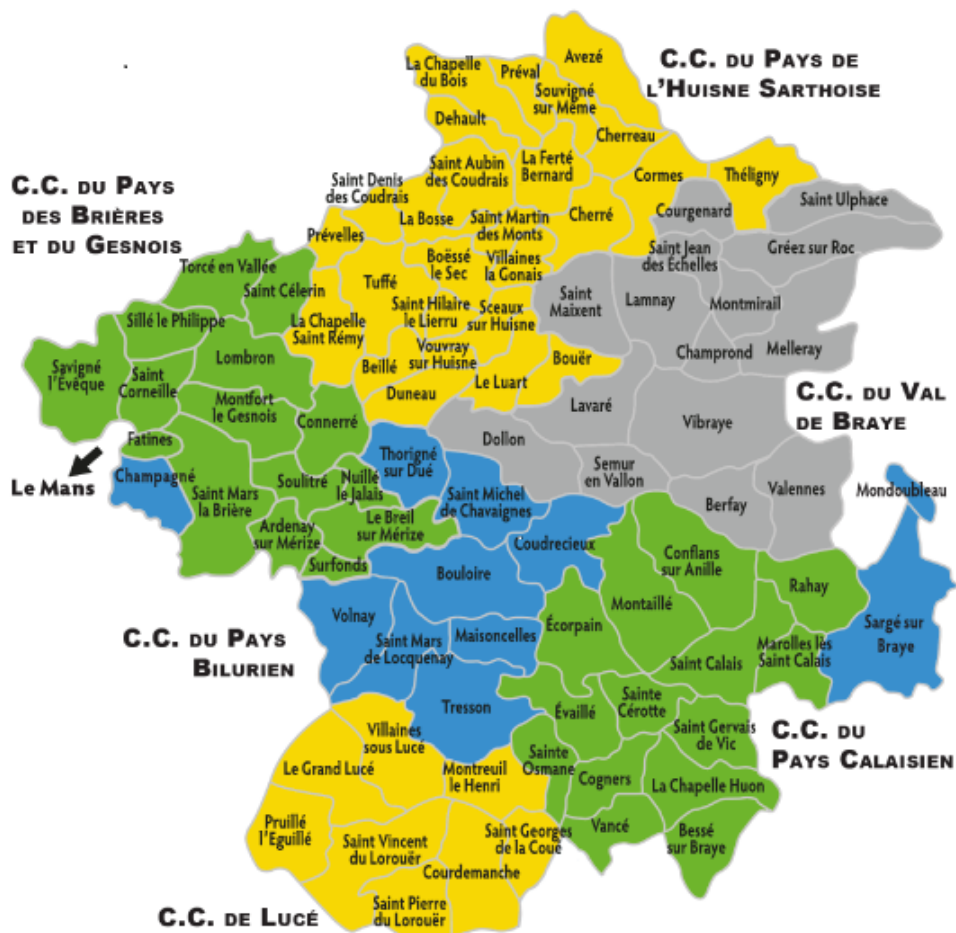 La Chapelle
du Bois
Préval
Avezé
C.C. du Pays de
l'Huisne Sarthoise
Souvigné
sur Même
Dehault
Cherreau
La Ferté
Bernard
Saint Aubin
des Coudrais
Saint Denis
des Coudrais
Cormes
Théligny
C.C. du Pays
des Brières
et du Gesnois
La Bosse
Saint Martin
des Monts
Cherré
Courgenard
Saint Ulphace
Prévelles
Saint Jean
des Échelles
Gréez sur Roc
Boëssé
le Sec
Villaines
la Gonais
Torcé en Vallée
Tuffé
Saint Célerin
Saint
Maixent
Lamnay
Montmirail
Saint Hilaire
le Lierru
Sceaux
sur Huisne
Sillé le Philippe
La Chapelle
Saint Rémy
Vouvray
sur Huisne
Champrond
Melleray
Savigné
l'Évêque
Saint
Corneille
Lombron
Beillé
Bouër
Montfort
le Gesnois
Duneau
Le Luart
C.C. du Val
de Braye
Connerré
Lavaré
Vibraye
Fatines
Dollon
Le Mans
Champagné
Thorigné
sur Dué
Semur
en Vallon
Valennes
Mondoubleau
Soulitré
Nuillé
le Jalais
Saint Mars
la Brière
Saint Michel
de Chavaignes
Berfay
Ardenay
sur Mérize
Le Breil
sur Mérize
Coudrecieux
Conflans
sur Anille
Surfonds
Bouloire
Rahay
Volnay
Montaillé
C.C. du Pays
Bilurien
Saint Mars
de Locquenay
Maisoncelles
Écorpain
Saint Calais
Marolles lès
Saint Calais
Sargé sur
Braye
Tresson
Évaillé
Sainte
Cérotte
Villaines
sous Lucé
Saint Gervais
de Vic
C.C. du
Pays Calaisien
Le Grand Lucé
Montreuil
le Henri
Sainte
Osmane
Cogners
La Chapelle Huon
Pruillé
l'Eguillé
Saint Vincent
du Lorouër
Saint Georges
de la Couë
Vancé
Bessé
sur Braye
Courdemanche
Saint Pierre
du Lorouër
C.C. de Lucé